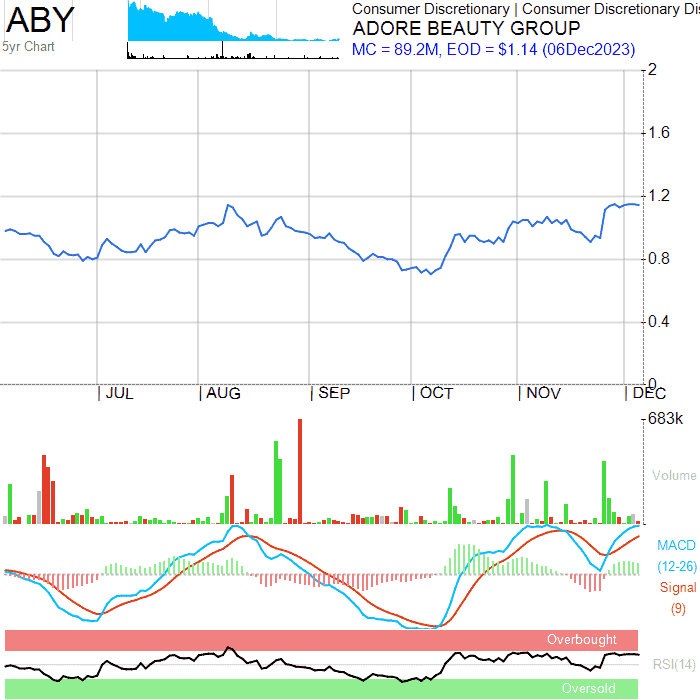 ABY
5yr Chart
Consumer Discretionary | Consumer Discretionary Dis
ADORE BEAUTY GROUP
MC = 89.2M, EOD = $1.14 (06Dec2023)
2
1.6
1.2
0.8
0.4
0
JUL AUG SEP OCT NOV DEC
683k
Volume
MACD
(12-26)
Signal
(9)
Overbought
RSI(14)
Oversold